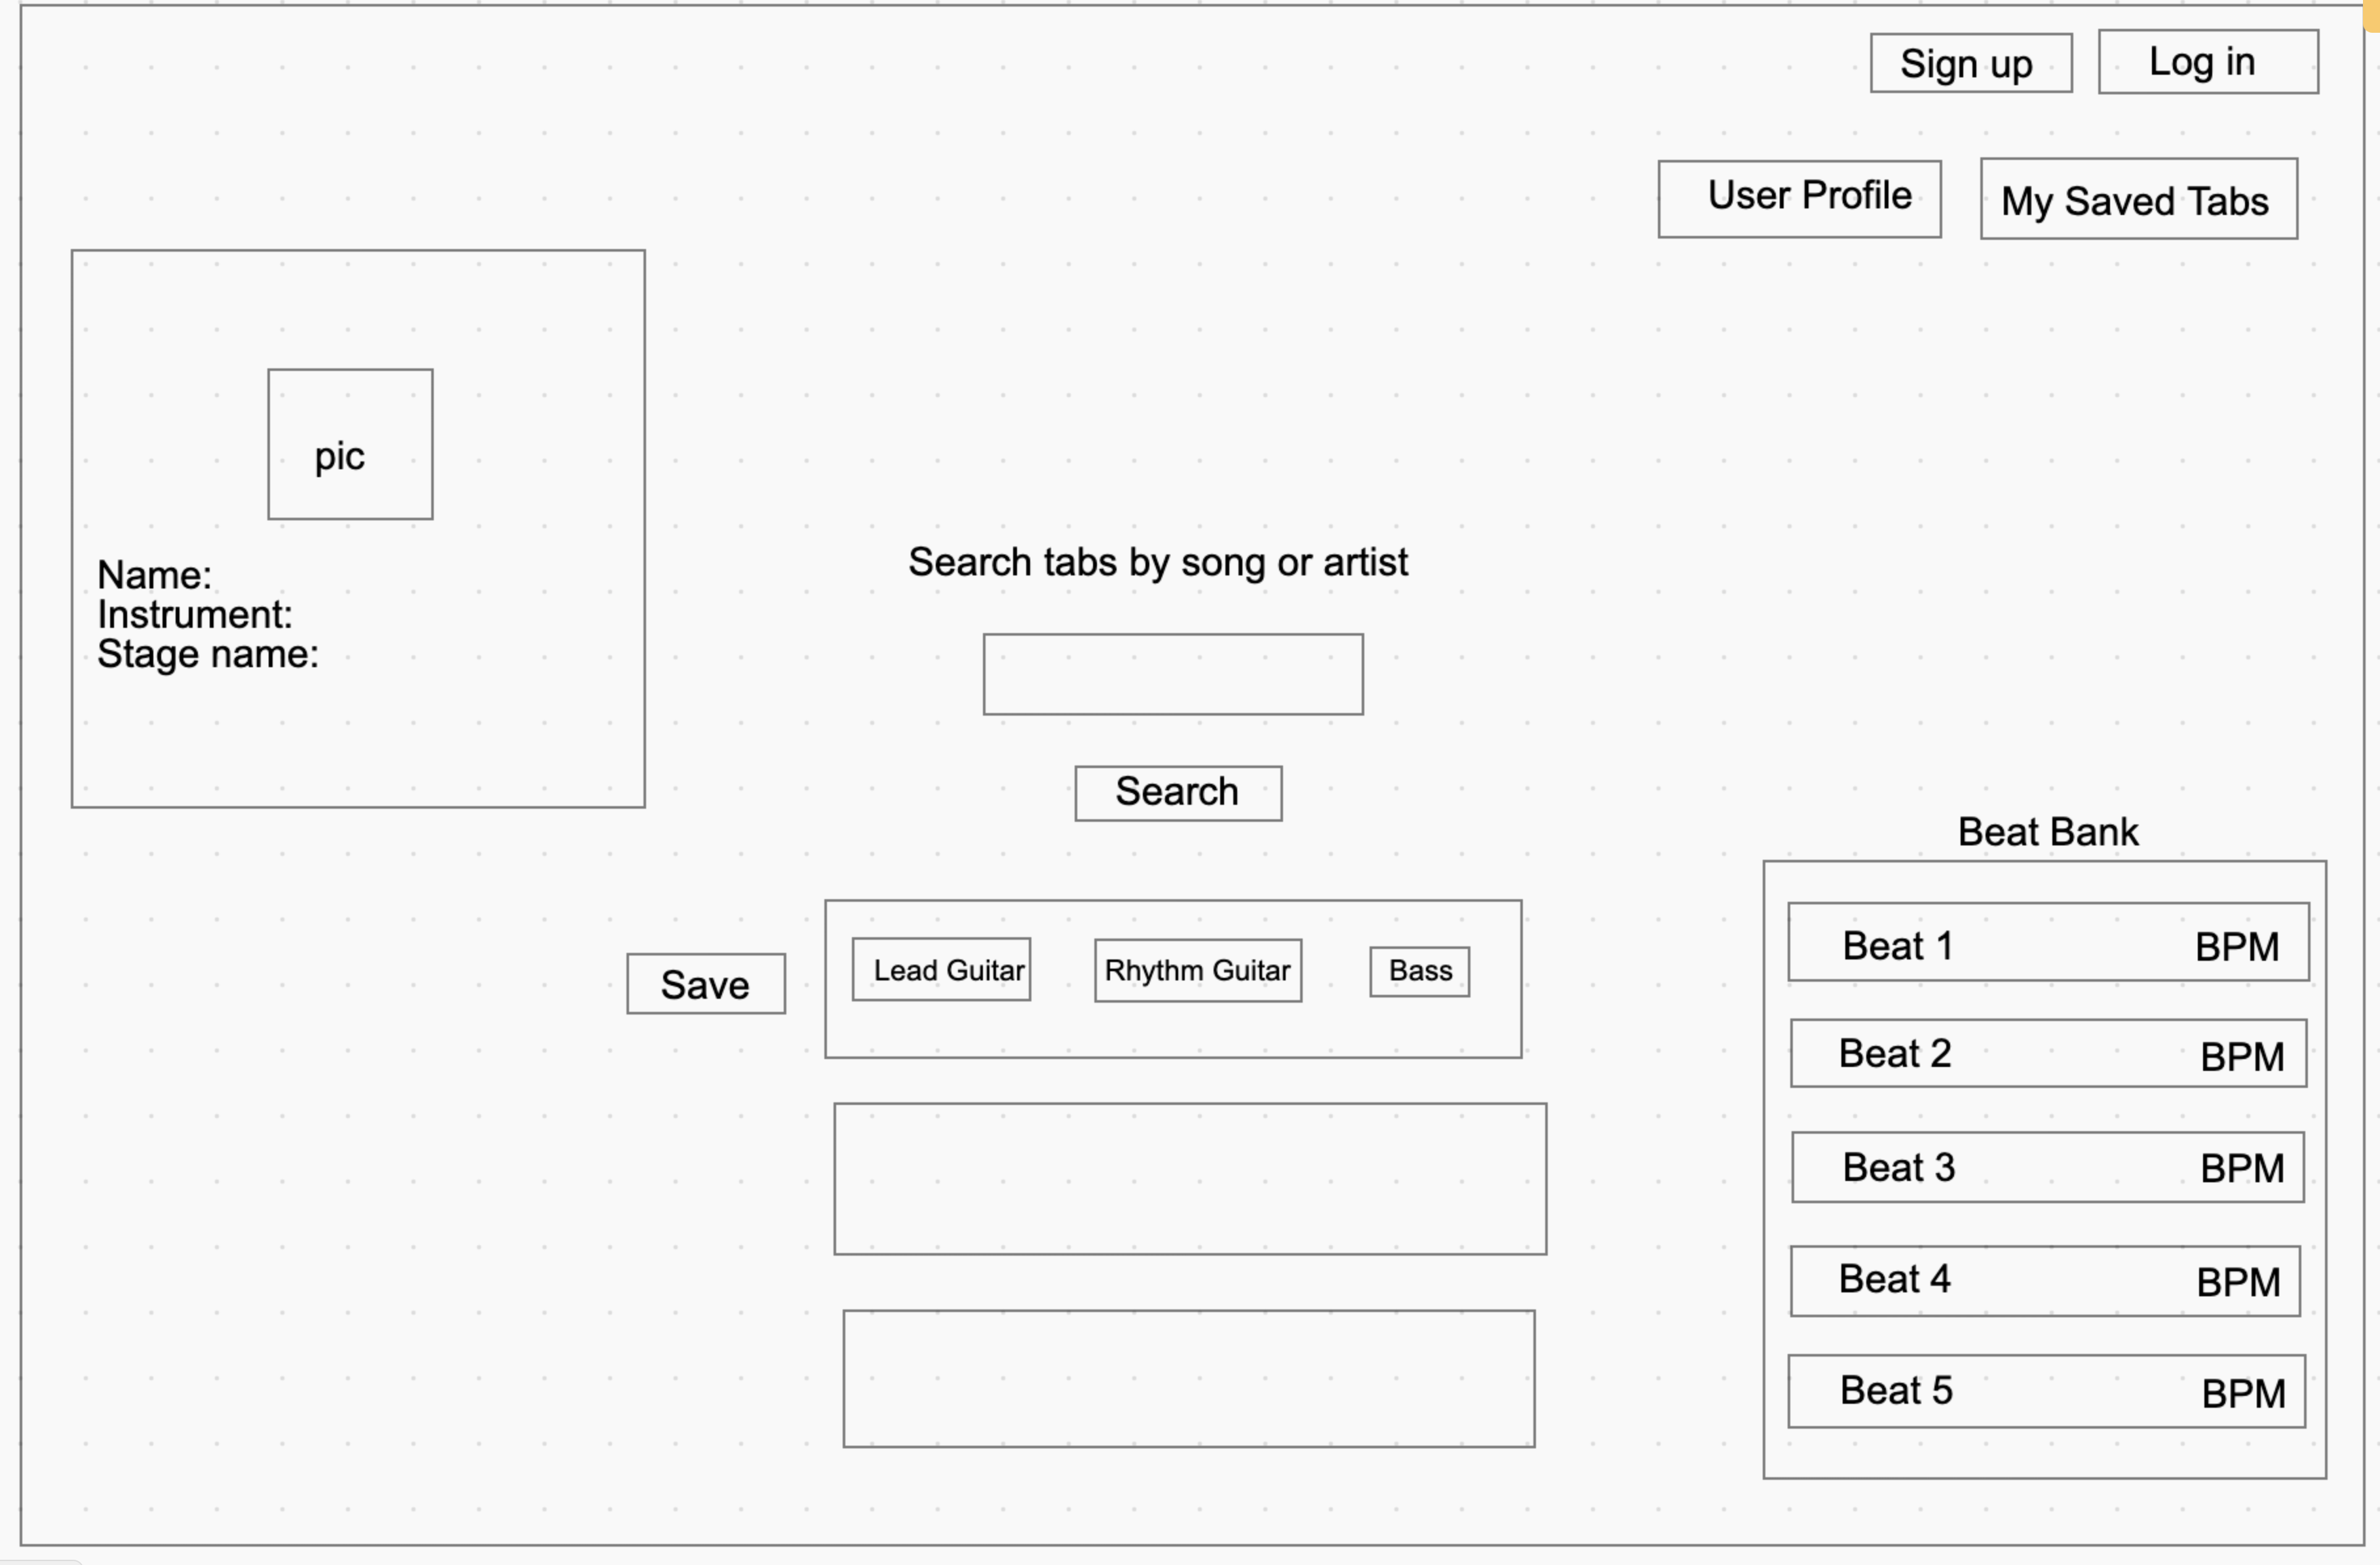 Sign up
Log in
User Profile
My Saved Tabs
pic
Name:
Instrument:
Stage name:
Search tabs by song or artist
Search
Save
Lead Guitar
Rhythm Guitar
Bass
Beat Bank
Beat 1 BPM
Beat 2 BPM
Beat 3 BPM
Beat 4 BPM
Beat 5 BPM